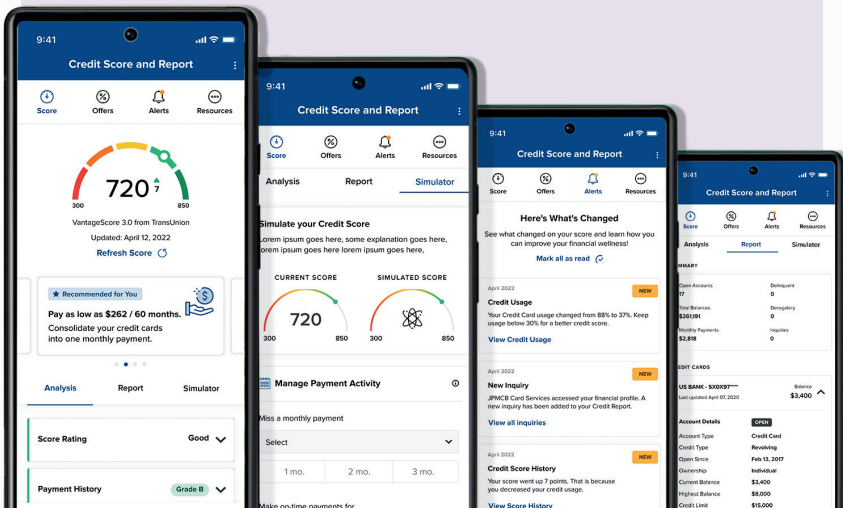 9:41
Credit Score and Report
Score
Offers
Alerts
Resources
720 7
300
850
VantageScore 3.0 from TransUnion
Updated: April 12, 2022
Refresh Score
Recommended for You
Pay as low as $262 / 60 months.
Consolidate your credit cards
into one monthly payment.
Analysis
Report
Simulator
Score Rating
Good
Payment History
Grade B
9:41
Credit Score and Report
Score
Offers
Alerts
Resources
Analysis
Report
Simulator
Simulate your Credit Score
Lorem ipsum goes here, some explanation goes here,
lorem ipsum goes here lorem ipsum goes here,
CURRENT SCORE
SIMULATED SCORE
720
300
850
300
850
Manage Payment Activity
Miss a monthly payment
Select
1 mo.
2 mo.
3 mo.
Make on-time payments for
9:41
Credit Score and Report
Score
Offers
Alerts
Resources
Here's What's Changed
See what changed on your score and learn how you
can improve your financial wellness!
Mark all as read
April 2022
NEW
Credit Usage
Your Credit Card usage changed from 88% to 37%. Keep
usage below 30% for a better credit score.
View Credit Usage
April 2022
NEW
New Inquiry
JPMCB Card Services accessed your financial profile. A
new inquiry has been added to your Credit Report.
View all inquiries
April 2022
NEW
Credit Score History
Your score went up 7 points. That is because
you decreased your credit usage.
View Score History
9:41
Credit Score and Report
Score
Offers
Alerts
Resources
Analysis
Report
Simulator
MMARY
Open Accounts
17
Delinquent
0
Total Balances
$261,191
Derogatory
0
Monthly Payments
$2,818
Inquiries
0
EDIT CARDS
US BANK - 5X0X97****
Balance
Last updated April 07, 2020
$3,400
Account Details
OPEN
Account Type
Credit Card
Credit Type
Revolving
Open Since
Feb 13, 2017
Ownership
Individual
Current Balance
$3,400
Highest Balance
$8,000
Credit Limit
$15,000